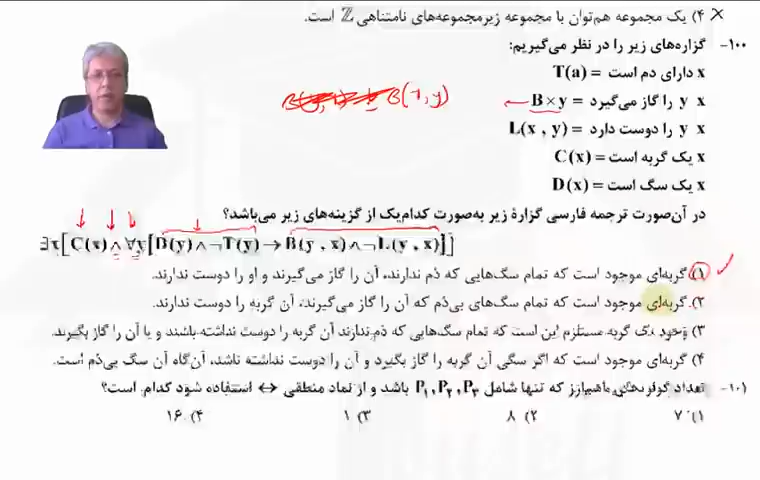 ۴) یک مجموعه هم‌توان با مجموعه زیرمجموعه‌های نامتناهی ℤ است.
۱۰۰- گزاره‌های زیر را در نظر می‌گیریم:
x دارای دم است = T(a)
x y را گاز می‌گیرد = B×y B(x,y)
x y را دوست دارد = L(x , y)
x یک گربه است = C(x)
x یک سگ است = D(x)
در آن‌صورت ترجمه فارسی گزارهٔ زیر به‌صورت کدام‌یک از گزینه‌های زیر می‌باشد؟
∃x[C(x) ∧ ∀y[D(y) ∧ ¬T(y) → B(y , x) ∧ ¬L(y , x)]]
۱) گربه‌ای موجود است که تمام سگ‌هایی که دُم ندارند، آن را گاز می‌گیرند و او را دوست ندارند.
۲) گربه‌ای موجود است که تمام سگ‌های بی‌دُم که آن را گاز می‌گیرند، آن گربه را دوست ندارند.
۳) وجود یک گربه مستلزم این است که تمام سگ‌هایی که دُم ندارند آن گربه را دوست نداشته باشند و یا آن را گاز بگیرند.
۴) گربه‌ای موجود است که اگر سگی آن گربه را گاز بگیرد و آن را دوست نداشته باشد، آن‌گاه آن سگ بی‌دُم است.
۱۰۱- تعداد گزاره‌های که تنها شامل P₁, P₂, P₃ باشد و از نماد منطقی ↔ استفاده شود کدام است؟
۱) ۷ ۲) ۸ ۳) ۱ ۴) ۱۶